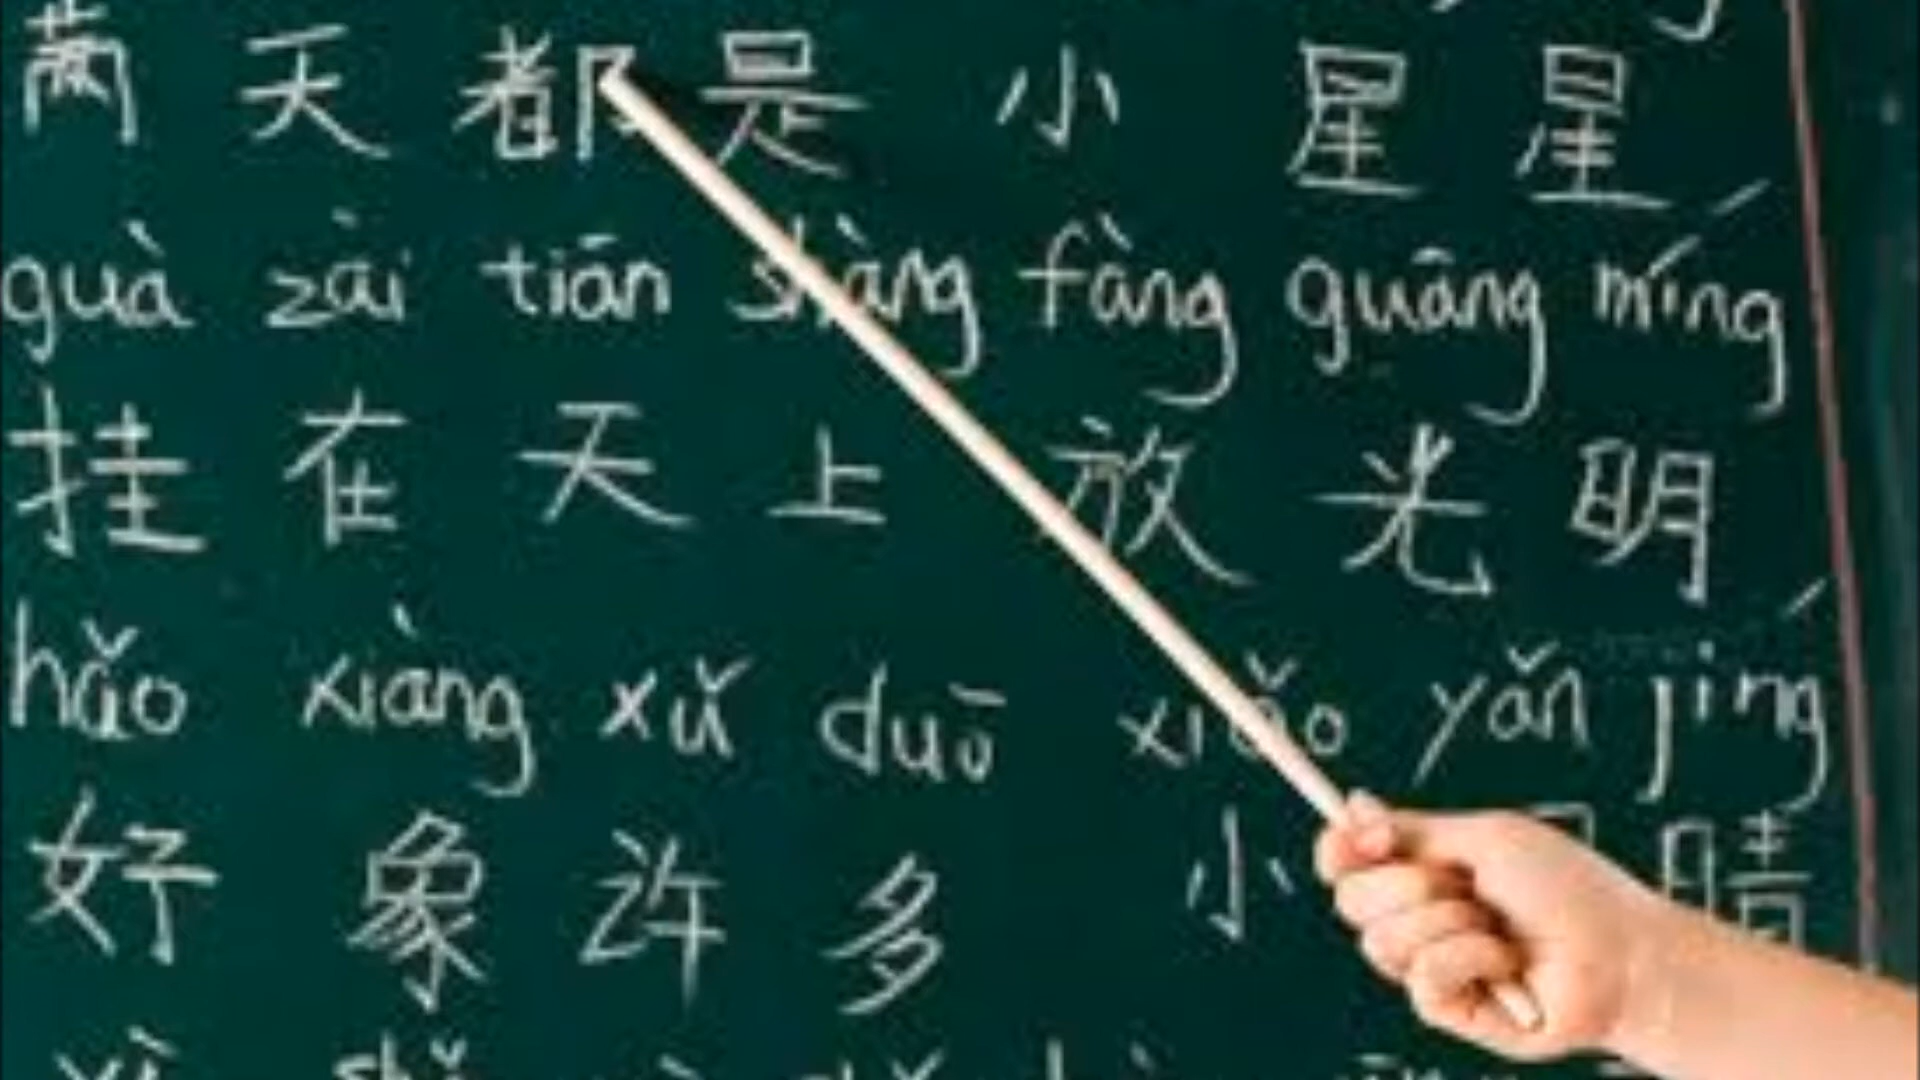 满 天 都 是 小 星 星
guà zài tiān shàng fàng guāng míng
挂 在 天 上 放 光 明
hǎo xiàng xǔ duō xiǎo yǎn jing
好 象 许 多 小 睛